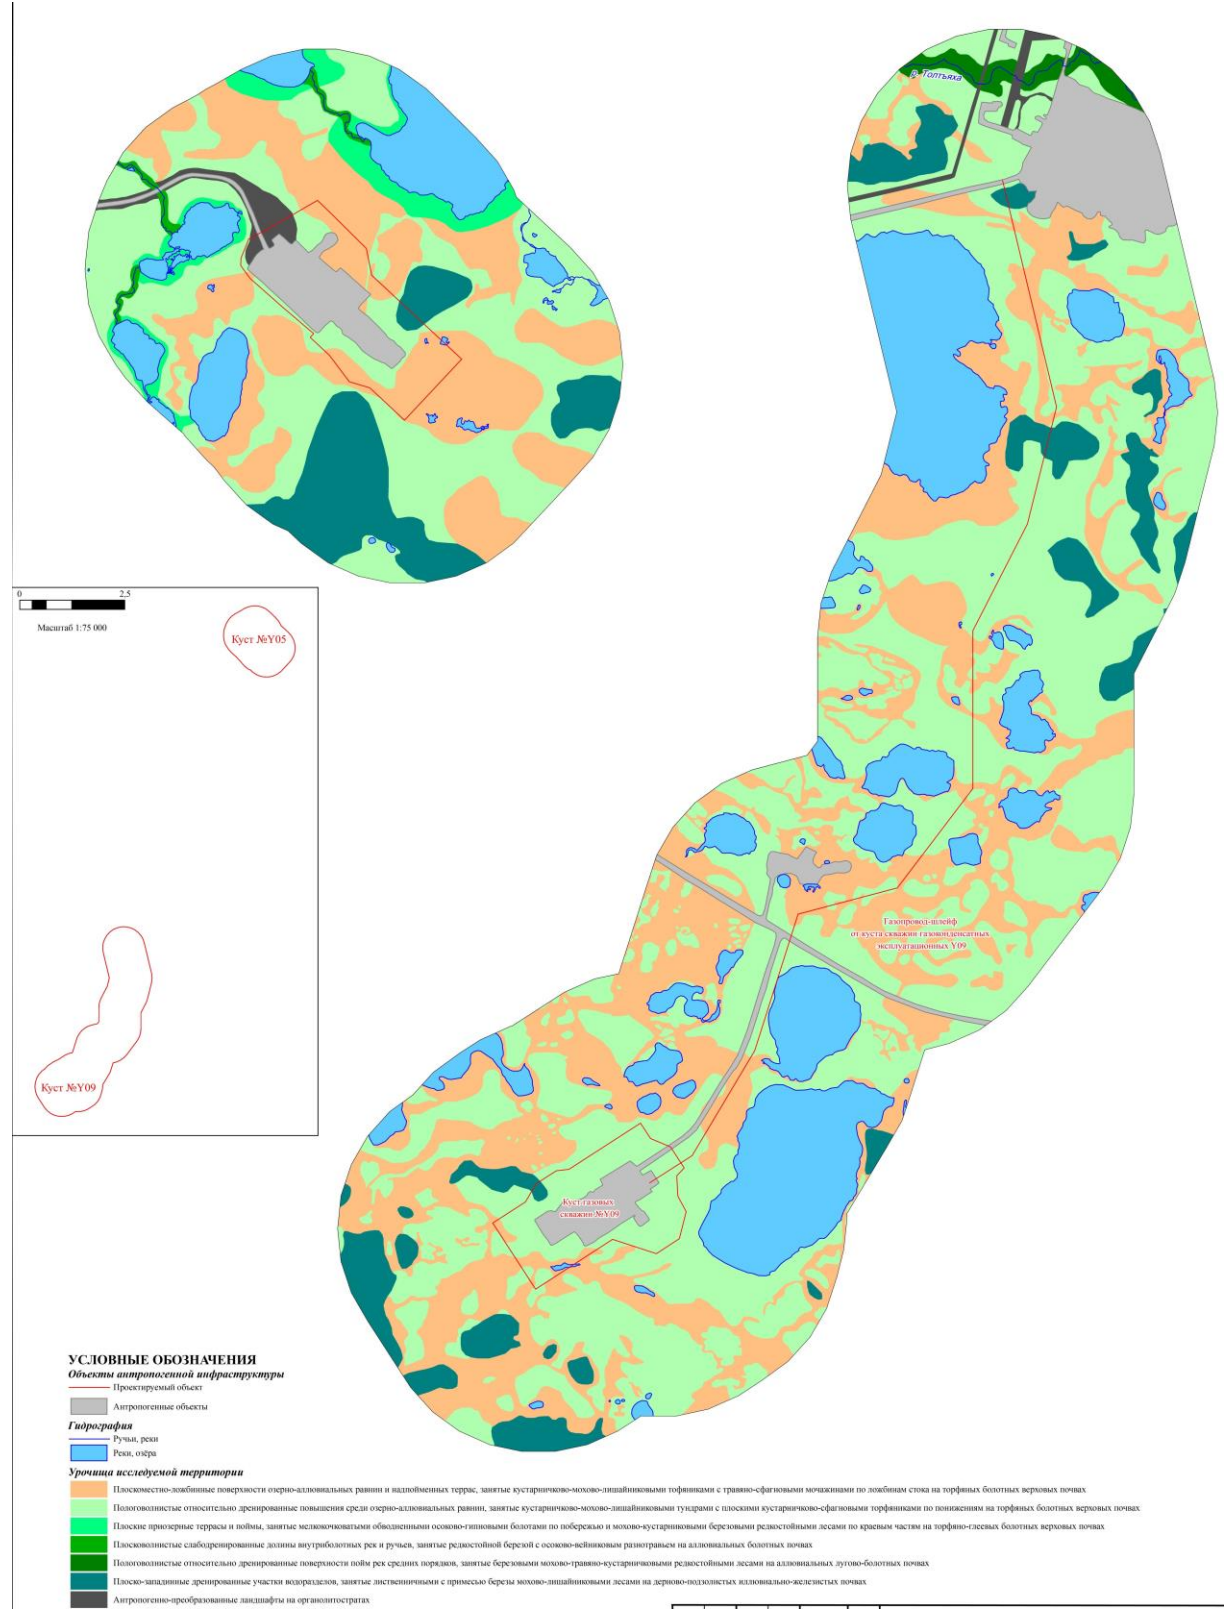 р. Толтъяха
0 2,5
Масштаб 1:75 000
Куст №Y05
Куст №Y09
Газопровод-шлейф
от куста скважин газоконденсатных
эксплуатационных Y09
Куст газовых
скважин №Y09
УСЛОВНЫЕ ОБОЗНАЧЕНИЯ
Объекты антропогенной инфраструктуры
Проектируемый объект
Антропогенные объекты
Гидрография
Ручьи, реки
Реки, озёра
Урочища исследуемой территории
Плоскоместно-ложбинные поверхности озерно-аллювиальных равнин и надпойменных террас, занятые кустарничково-мохово-лишайниковыми тофяниками с травяно-сфагновыми мочажинами по ложбинам стока на торфяных болотных верховых почвах
Пологоволнистые относительно дренированные повышения среди озерно-аллювиальных равнин, занятые кустарничково-мохово-лишайниковыми тундрами с плоскими кустарничково-сфагновыми торфяниками по понижениям на торфяных болотных верховых почвах
Плоские приозерные террасы и поймы, занятые мелкокочковатыми обводненными осоково-гипновыми болотами по побережью и мохово-кустарниковыми березовыми редкостойными лесами по краевым частям на торфяно-глеевых болотных верховых почвах
Плосковолнистые слабодренированные долины внутриболотных рек и ручьев, занятые редкостойной березой с осоково-вейниковым разнотравьем на аллювиальных болотных почвах
Пологоволнистые относительно дренированные поверхности пойм рек средних порядков, занятые березовыми мохово-травяно-кустарничковыми редкостойными лесами на аллювиальных лугово-болотных почвах
Плоско-западинные дренированные участки водоразделов, занятые лиственничными с примесью березы мохово-лишайниковыми лесами на дерново-подзолистых иллювиально-железистых почвах
Антропогенно-преобразованные ландшафты на органолитостратах